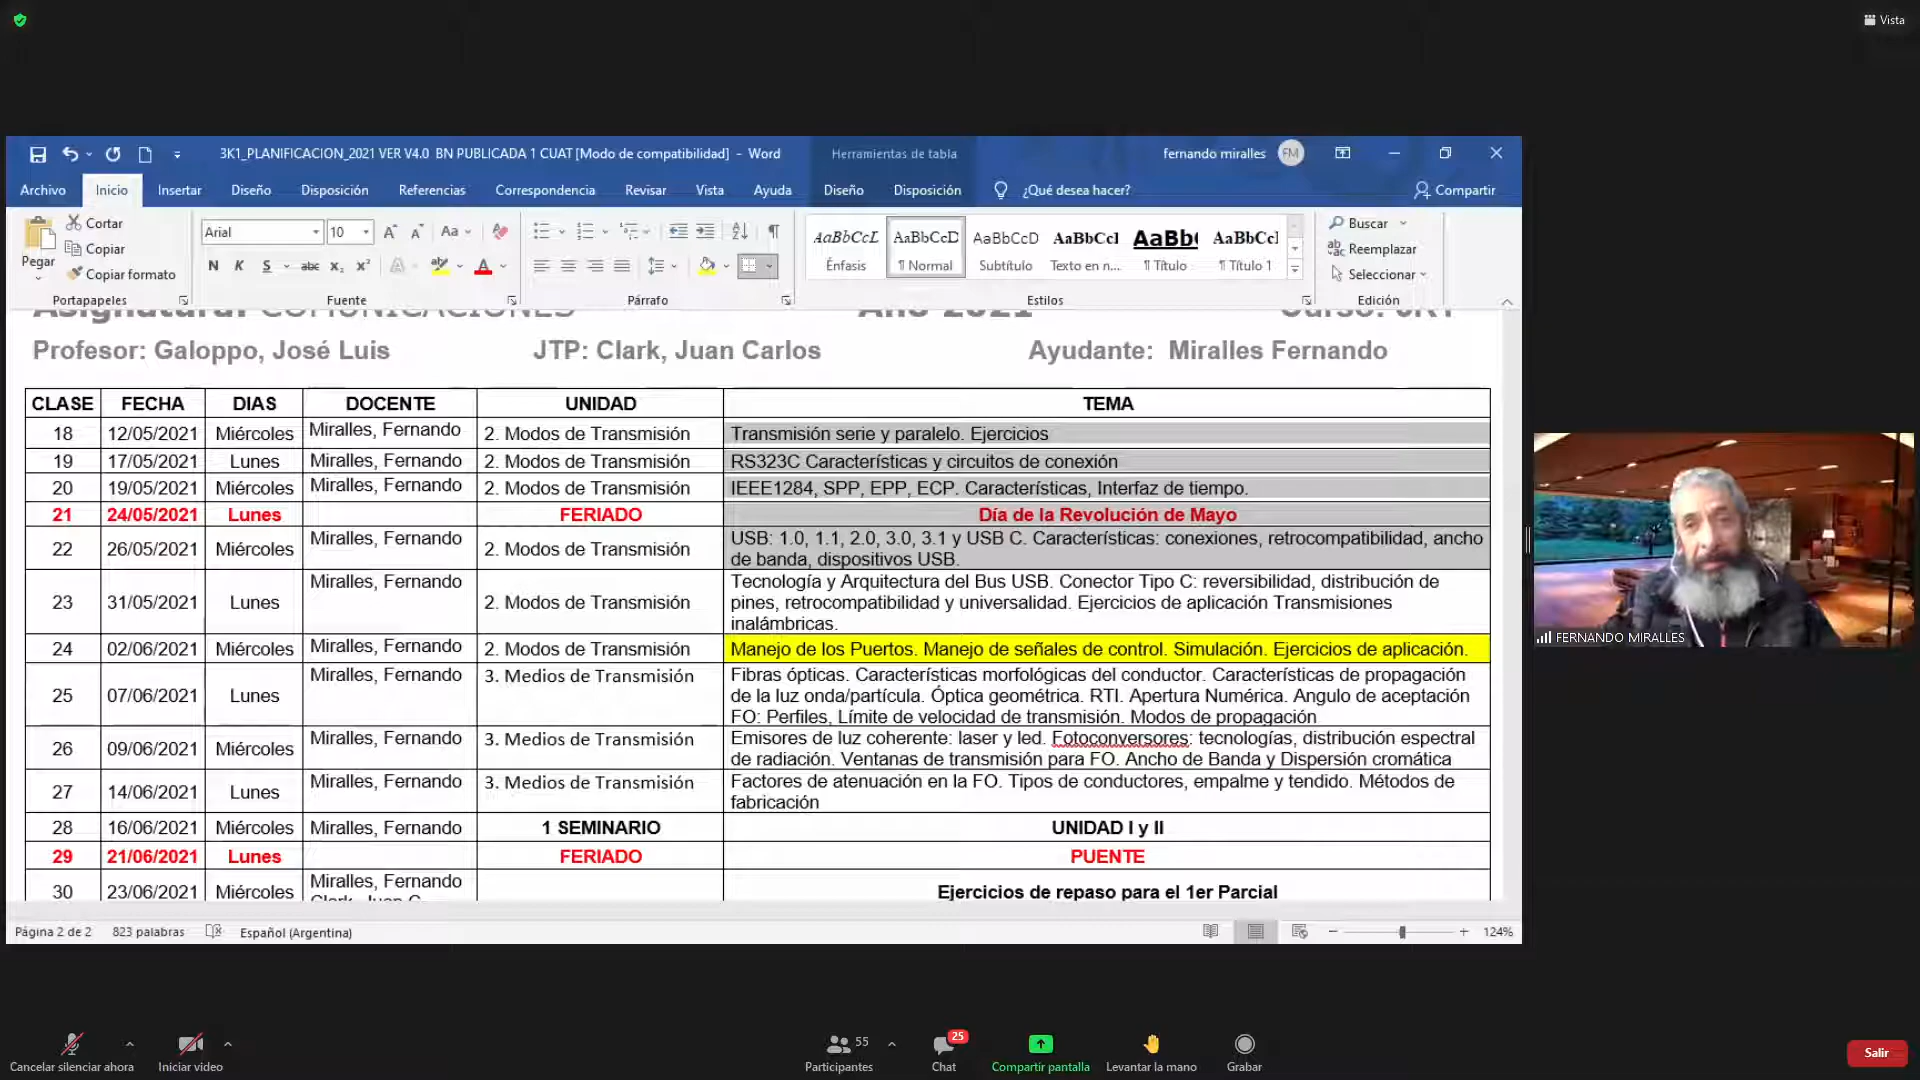 Vista
3K1_PLANIFICACION_2021 VER V4.0 BN PUBLICADA 1 CUAT [Modo de compatibilidad] - Word
Herramientas de tabla
fernando miralles
FM
Archivo Inicio Insertar Diseño Disposición Referencias Correspondencia Revisar Vista Ayuda Diseño Disposición ¿Qué desea hacer? Compartir
Pegar
Cortar
Copiar
Copiar formato
Portapapeles
Arial 10
N K S abc x₂ x²
Fuente
Párrafo
AaBbCcL AaBbCcD AaBbCcD AaBbCcI AaBb( AaBbCcI
Énfasis ¶ Normal Subtítulo Texto en n... ¶ Título ¶ Título 1
Estilos
Buscar
Reemplazar
Seleccionar
Edición
Asignatura: COMUNICACIONES Año 2021 Curso: 3K1
Profesor: Galoppo, José Luis JTP: Clark, Juan Carlos Ayudante: Miralles Fernando
CLASE FECHA DIAS DOCENTE UNIDAD TEMA
18 12/05/2021 Miércoles Miralles, Fernando 2. Modos de Transmisión Transmisión serie y paralelo. Ejercicios
19 17/05/2021 Lunes Miralles, Fernando 2. Modos de Transmisión RS323C Características y circuitos de conexión
20 19/05/2021 Miércoles Miralles, Fernando 2. Modos de Transmisión IEEE1284, SPP, EPP, ECP. Características, Interfaz de tiempo.
21 24/05/2021 Lunes FERIADO Día de la Revolución de Mayo
22 26/05/2021 Miércoles Miralles, Fernando 2. Modos de Transmisión USB: 1.0, 1.1, 2.0, 3.0, 3.1 y USB C. Características: conexiones, retrocompatibilidad, ancho
de banda, dispositivos USB.
23 31/05/2021 Lunes Miralles, Fernando 2. Modos de Transmisión Tecnología y Arquitectura del Bus USB. Conector Tipo C: reversibilidad, distribución de
pines, retrocompatibilidad y universalidad. Ejercicios de aplicación Transmisiones
inalámbricas.
24 02/06/2021 Miércoles Miralles, Fernando 2. Modos de Transmisión Manejo de los Puertos. Manejo de señales de control. Simulación. Ejercicios de aplicación.
25 07/06/2021 Lunes Miralles, Fernando 3. Medios de Transmisión Fibras ópticas. Características morfológicas del conductor. Características de propagación
de la luz onda/partícula. Óptica geométrica. RTI. Apertura Numérica. Angulo de aceptación
FO: Perfiles, Límite de velocidad de transmisión. Modos de propagación
26 09/06/2021 Miércoles Miralles, Fernando 3. Medios de Transmisión Emisores de luz coherente: laser y led. Fotoconversores: tecnologías, distribución espectral
de radiación. Ventanas de transmisión para FO. Ancho de Banda y Dispersión cromática
27 14/06/2021 Lunes Miralles, Fernando 3. Medios de Transmisión Factores de atenuación en la FO. Tipos de conductores, empalme y tendido. Métodos de
fabricación
28 16/06/2021 Miércoles Miralles, Fernando 1 SEMINARIO UNIDAD I y II
29 21/06/2021 Lunes FERIADO PUENTE
30 23/06/2021 Miércoles Miralles, Fernando Ejercicios de repaso para el 1er Parcial
Clark, Juan C
Página 2 de 2 823 palabras Español (Argentina) 124%
FERNANDO MIRALLES
Cancelar silenciar ahora
Iniciar video
Participantes 55
Chat 25
Compartir pantalla
Levantar la mano
Grabar
Salir